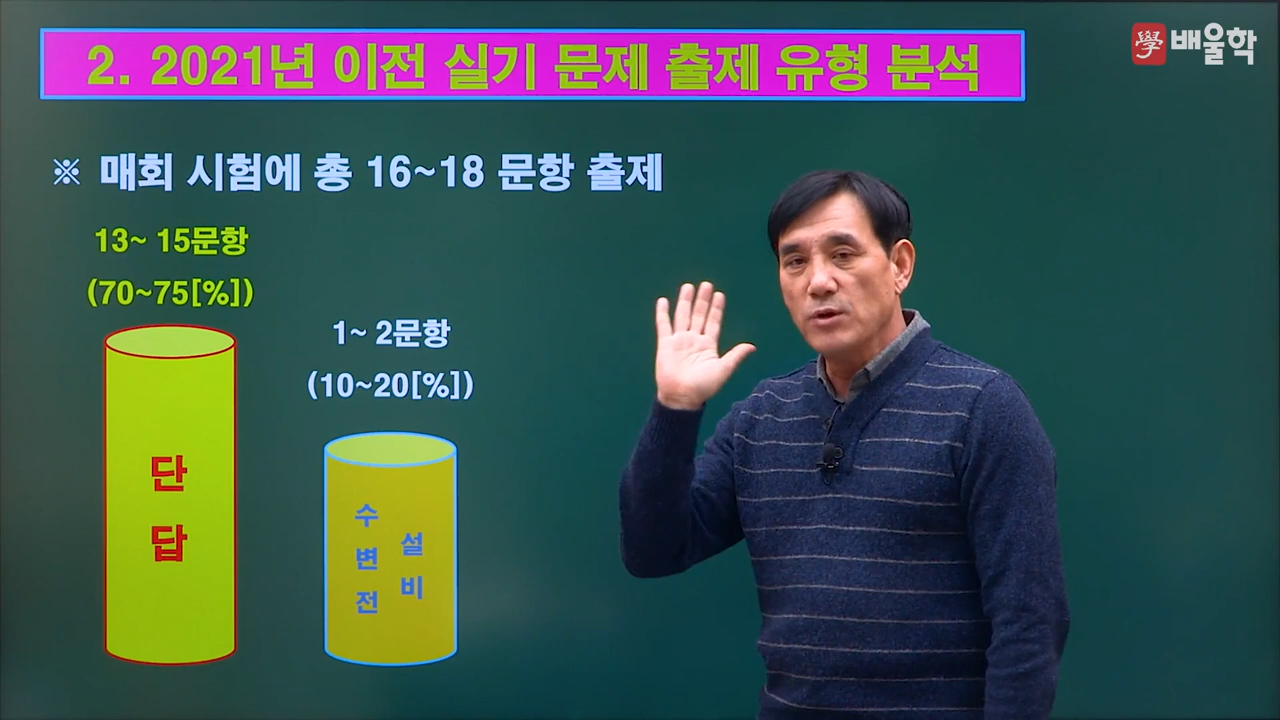 2. 2021년 이전 실기 문제 출제 유형 분석
學 배울학
※ 매회 시험에 총 16~18 문항 출제
13~ 15문항
(70~75[%])
1~ 2문항
(10~20[%])
단답
수변전
설비